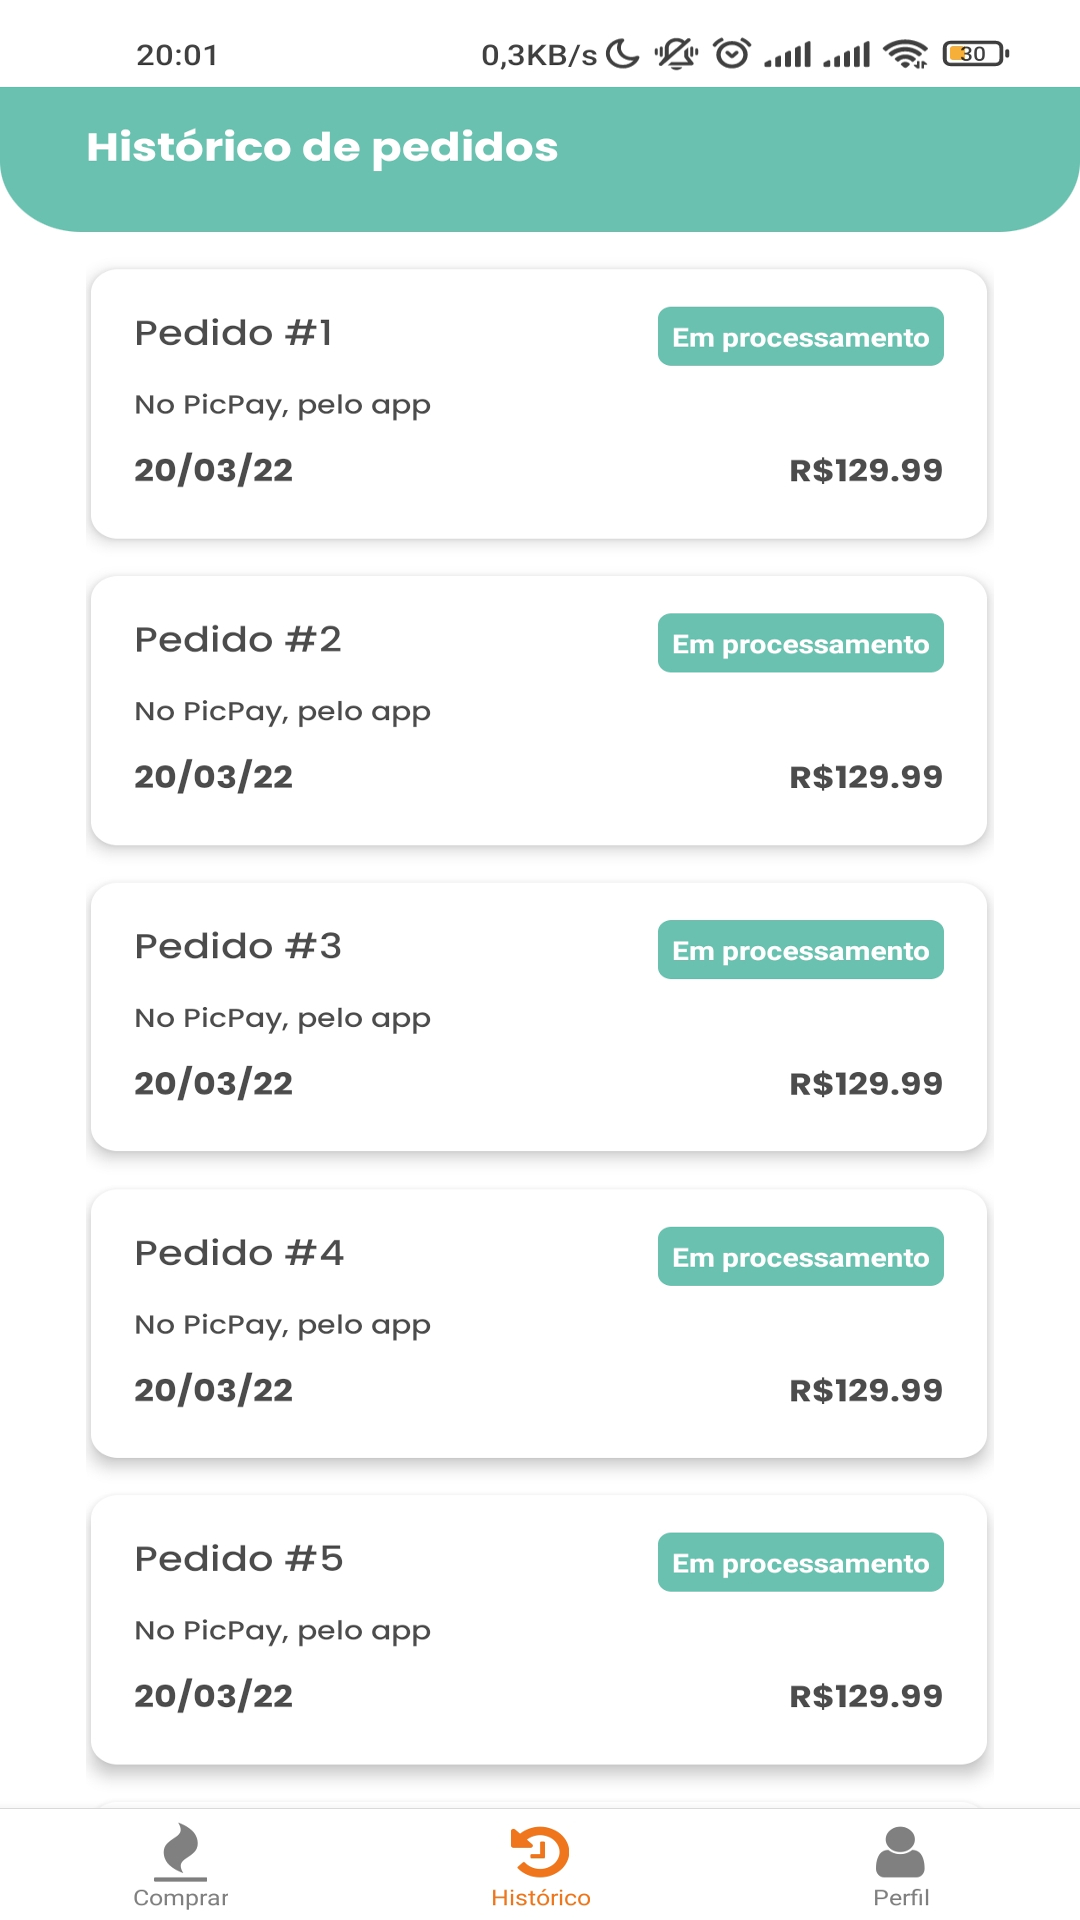 20:01 0,3KB/s 30
Histórico de pedidos
Pedido #1 Em processamento
No PicPay, pelo app
20/03/22 R$129.99
Pedido #2 Em processamento
No PicPay, pelo app
20/03/22 R$129.99
Pedido #3 Em processamento
No PicPay, pelo app
20/03/22 R$129.99
Pedido #4 Em processamento
No PicPay, pelo app
20/03/22 R$129.99
Pedido #5 Em processamento
No PicPay, pelo app
20/03/22 R$129.99
Comprar Histórico Perfil